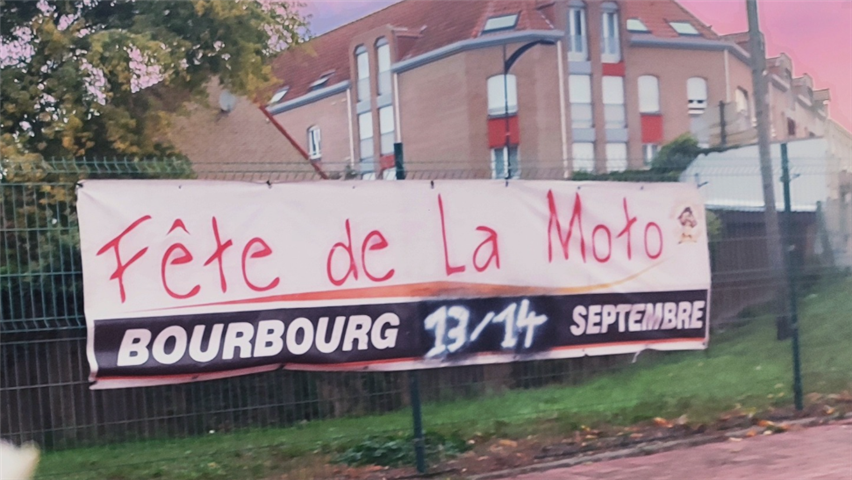 Fête de La Moto
BOURBOURG 13/14 SEPTEMBRE